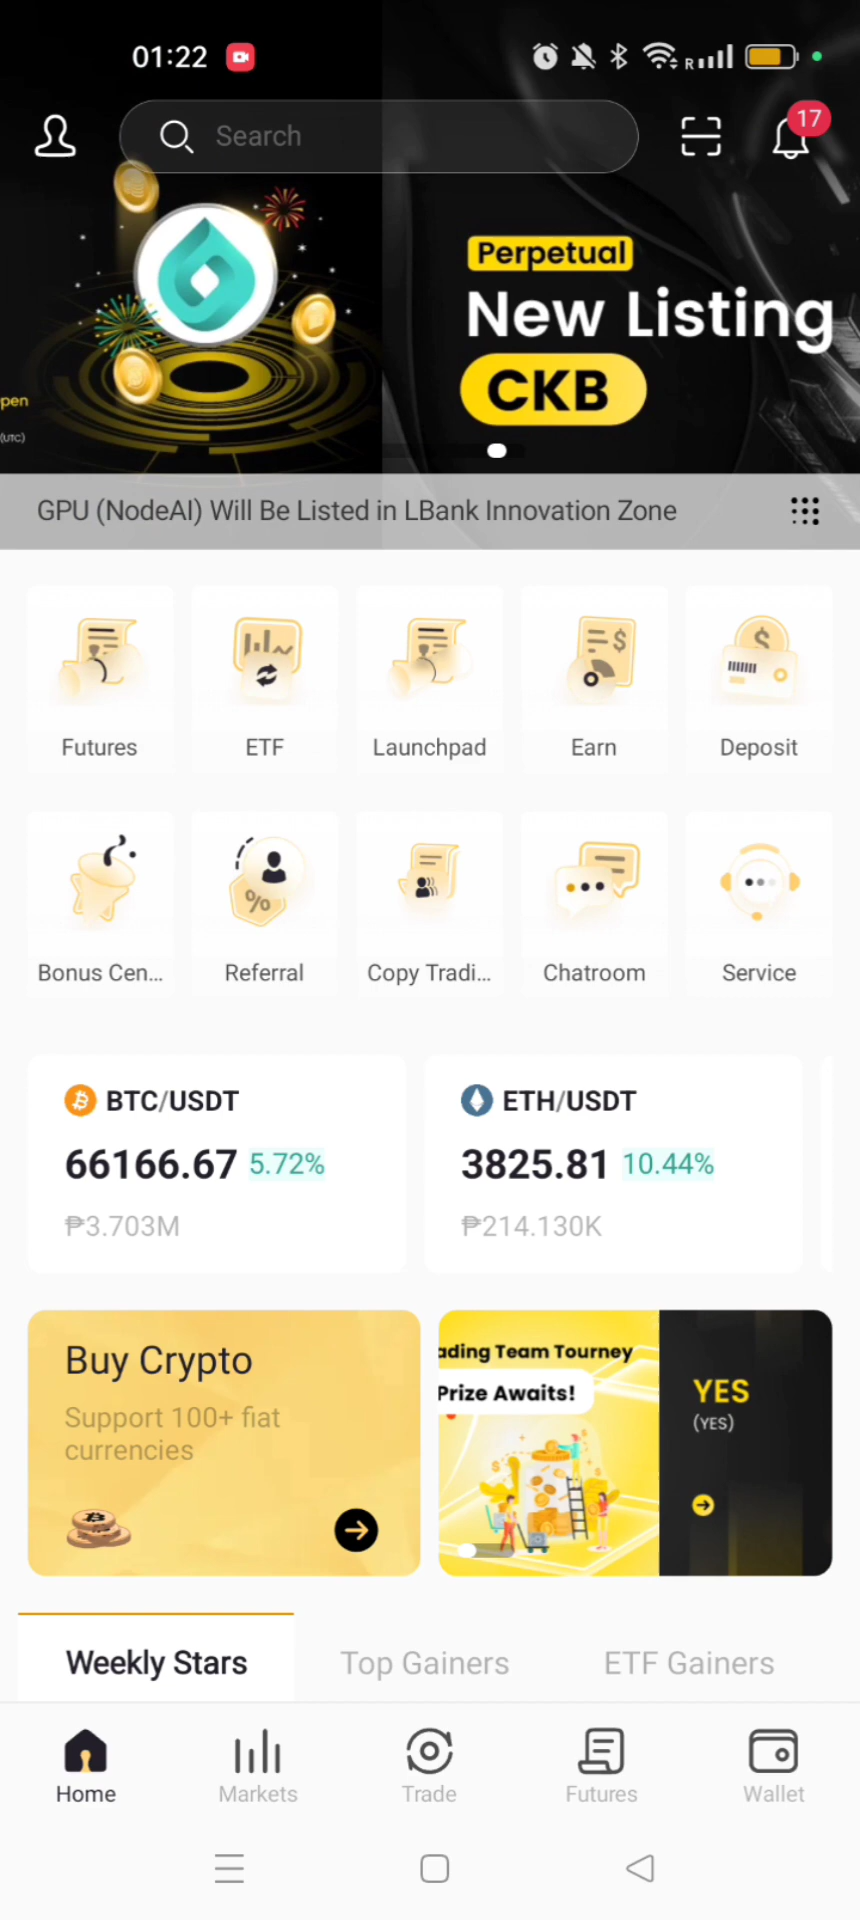 01:22
R
Search
17
Perpetual
New Listing
CKB
pen
(UTC)
GPU (NodeAI) Will Be Listed in LBank Innovation Zone
Futures
ETF
Launchpad
Earn
Deposit
Bonus Cen...
Referral
Copy Tradi...
Chatroom
Service
BTC/USDT
66166.67 5.72%
₱3.703M
ETH/USDT
3825.81 10.44%
₱214.130K
Buy Crypto
Support 100+ fiat
currencies
ading Team Tourney
Prize Awaits!
YES
(YES)
Weekly Stars
Top Gainers
ETF Gainers
Home
Markets
Trade
Futures
Wallet